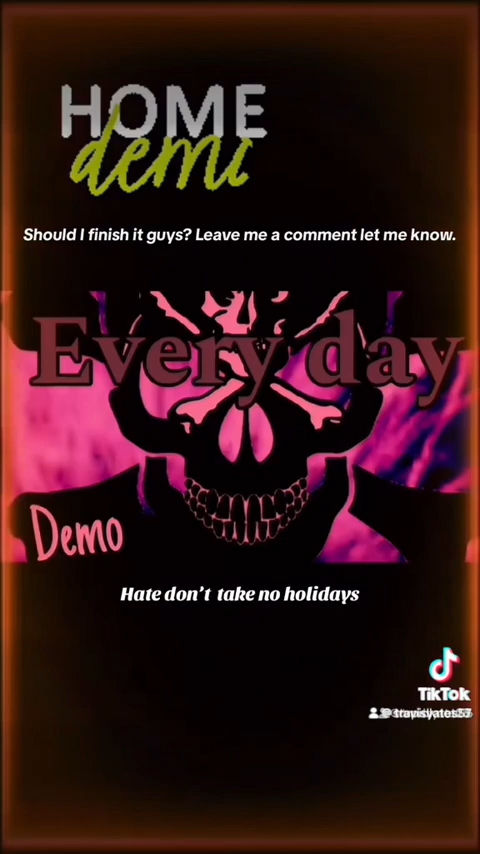 HOME
demi
Should I finish it guys? Leave me a comment let me know.
Every day
Demo
Hate don't take no holidays
TikTok